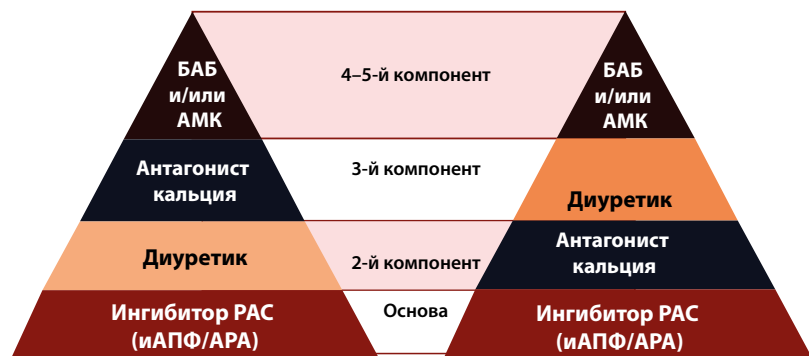 БАБ
и/или
АМК
4–5-й компонент
БАБ
и/или
АМК
Антагонист
кальция
3-й компонент
Диуретик
Диуретик
2-й компонент
Антагонист
кальция
Ингибитор РАС
(иАПФ/АРА)
Основа
Ингибитор РАС
(иАПФ/АРА)